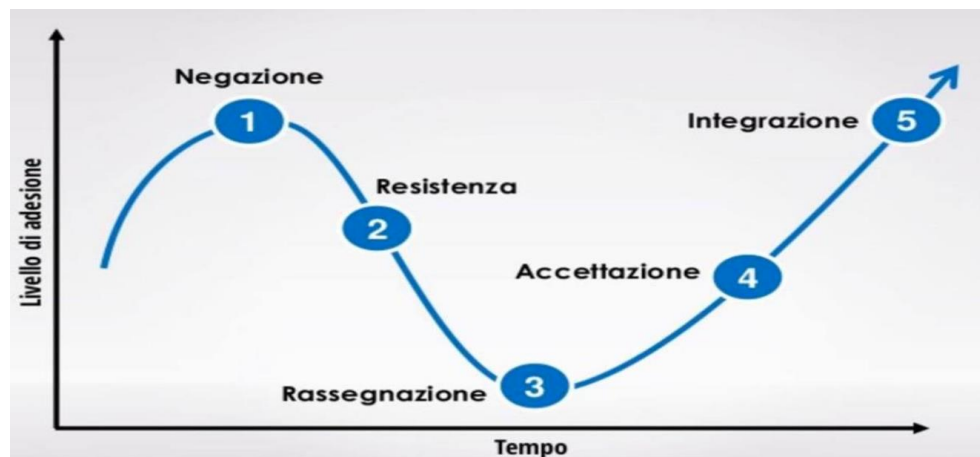 Negazione
1
Resistenza
2
Integrazione
5
Accettazione
4
Rassegnazione
3
Livello di adesione
Tempo